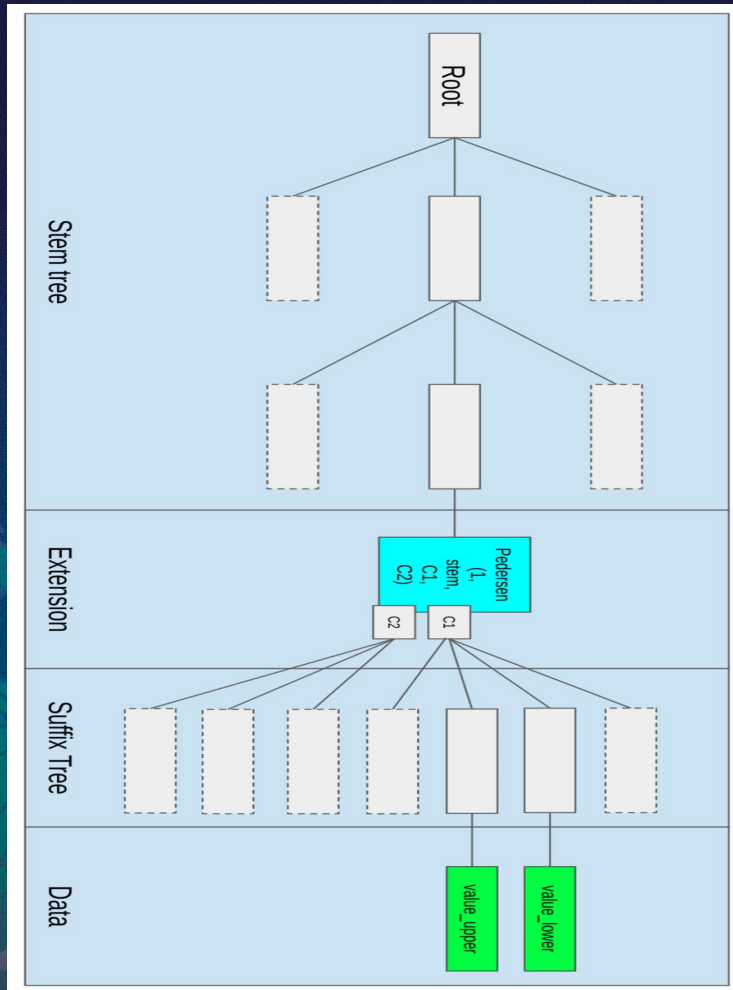 Root
Stem tree
Pedersen
(1,
stem,
C1,
C2)
C1
C2
Extension
Suffix Tree
value_lower
value_upper
Data